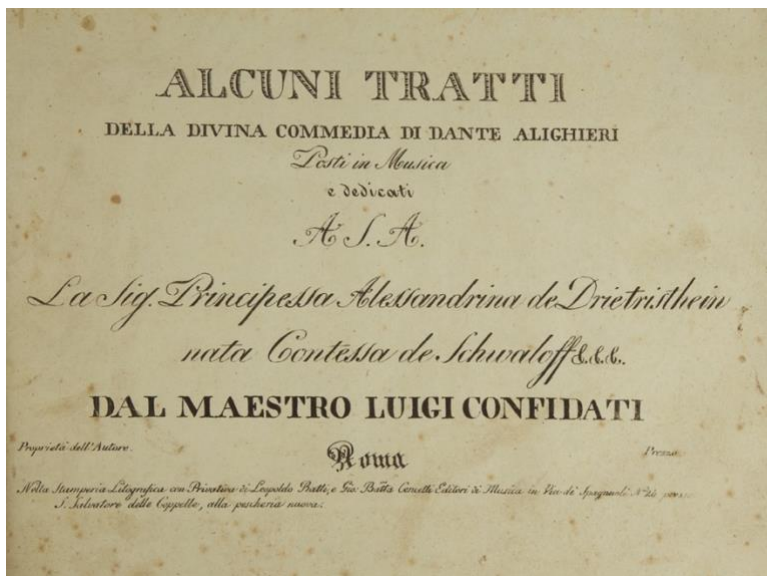 ALCUNI TRATTI
DELLA DIVINA COMMEDIA DI DANTE ALIGHIERI
Posti in Musica
e dedicati
A S. A.
La Sig. Principessa Alessandrina de Drietristhein
nata Contessa de Schwaloff &.&.&.
DAL MAESTRO LUIGI CONFIDATI
Proprietà dell'Autore.
Roma
Prezzo
Nella Stamperia Litografica con Privativa di Leopoldo Ratti, e Gio. Batta Cencetti Editori di Musica in Via de' Spagnuoli N° 24
S. Salvatore delle Coppelle, alla pescheria nuova.